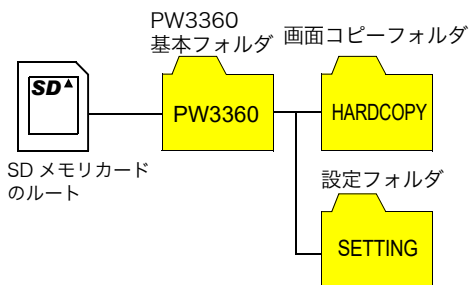 PW3360
基本フォルダ
画面コピーフォルダ
SD
PW3360
HARDCOPY
SD メモリカード
のルート
設定フォルダ
SETTING